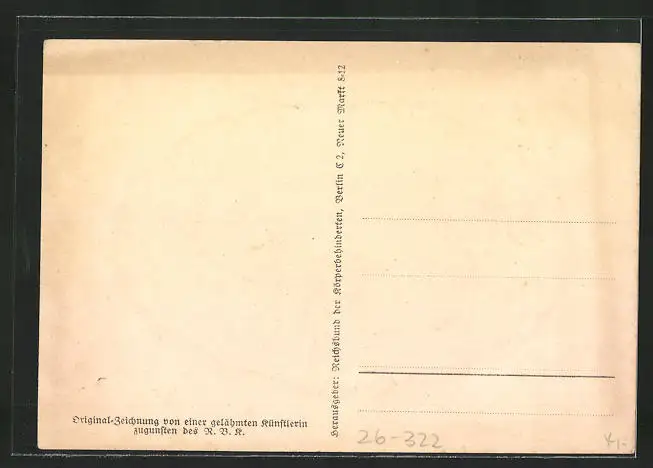 Original-Zeichnung von einer gelähmten Künstlerin
zugunsten des R. B. K.
Herausgeber: Reichsbund der Körperbehinderten, Berlin C 2, Neuer Markt 8-12
26-322